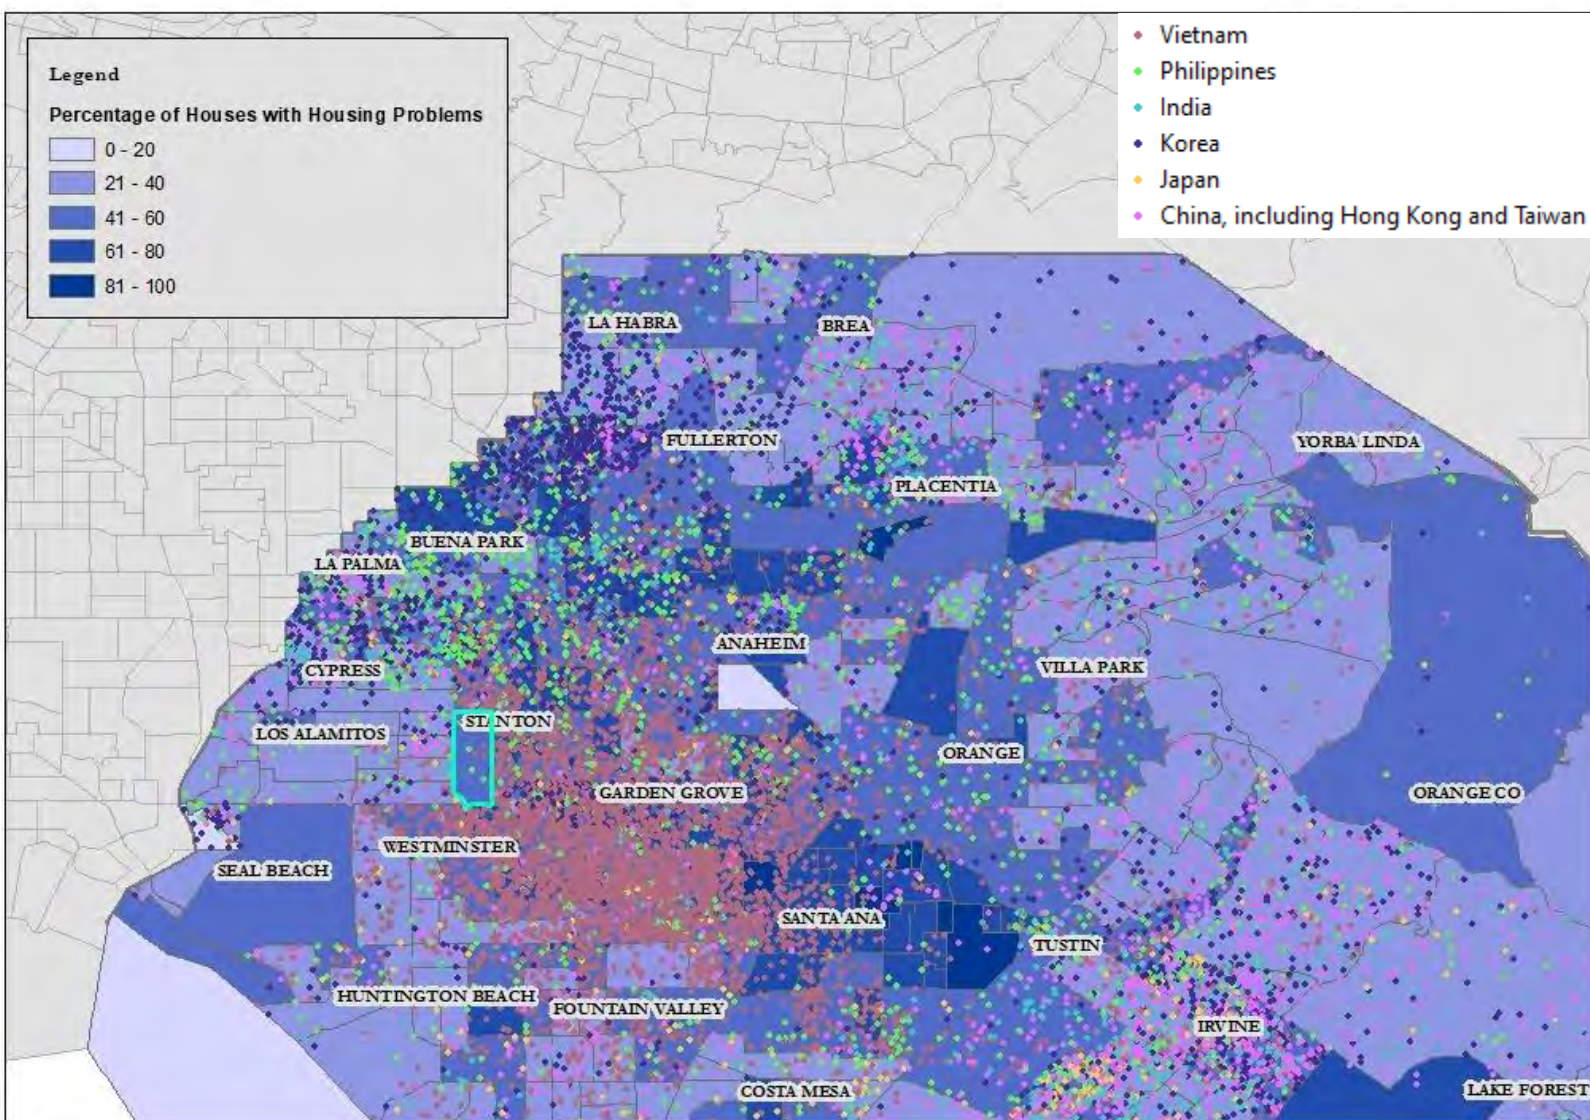 Legend
Percentage of Houses with Housing Problems
0 - 20
21 - 40
41 - 60
61 - 80
81 - 100
Vietnam
Philippines
India
Korea
Japan
China, including Hong Kong and Taiwan
LA HABRA
BREA
FULLERTON
YORBA LINDA
PLACENTIA
BUENA PARK
LA PALMA
ANAHEIM
CYPRESS
VILLA PARK
STANTON
LOS ALAMITOS
ORANGE
GARDEN GROVE
ORANGE CO
WESTMINSTER
SEAL BEACH
SANTA ANA
TUSTIN
HUNTINGTON BEACH
FOUNTAIN VALLEY
IRVINE
COSTA MESA
LAKE FOREST